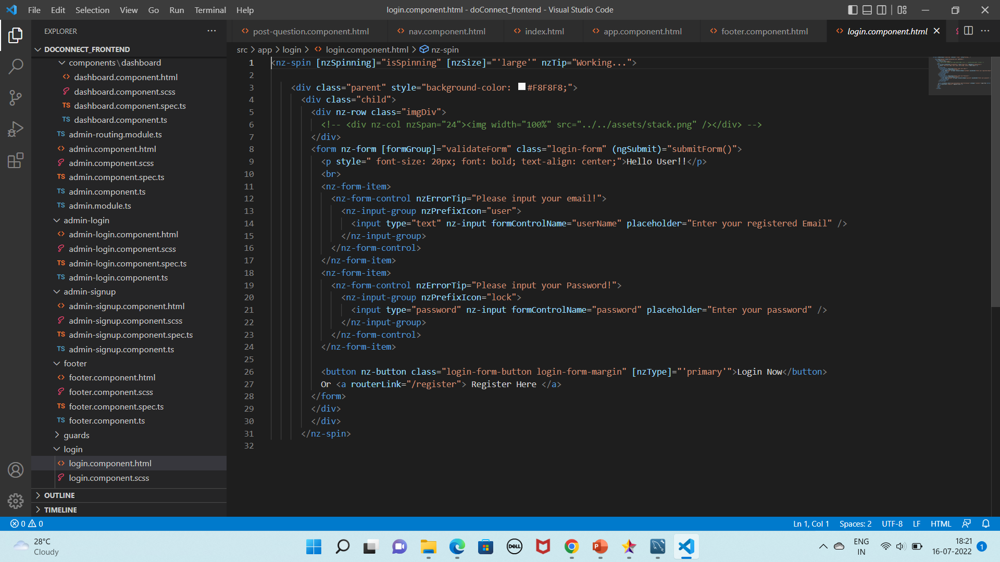 File Edit Selection View Go Run Terminal Help
login.component.html - doConnect_frontend - Visual Studio Code
EXPLORER
DOCONNECT_FRONTEND
components\dashboard
dashboard.component.html
dashboard.component.scss
TS dashboard.component.spec.ts
TS dashboard.component.ts
TS admin-routing.module.ts
admin.component.html
admin.component.scss
TS admin.component.spec.ts
TS admin.component.ts
TS admin.module.ts
admin-login
admin-login.component.html
admin-login.component.scss
TS admin-login.component.spec.ts
TS admin-login.component.ts
admin-signup
admin-signup.component.html
admin-signup.component.scss
TS admin-signup.component.spec.ts
TS admin-signup.component.ts
footer
footer.component.html
footer.component.scss
TS footer.component.spec.ts
TS footer.component.ts
guards
login
login.component.html
login.component.scss
OUTLINE
TIMELINE
post-question.component.html nav.component.html index.html app.component.html footer.component.html login.component.html
src > app > login > login.component.html > nz-spin
1 <nz-spin [nzSpinning]="isSpinning" [nzSize]="'large'" nzTip="Working...">
2
3 <div class="parent" style="background-color: #F8F8F8;">
4 <div class="child">
5 <div nz-row class="imgDiv">
6 <!-- <div nz-col nzSpan="24"><img width="100%" src="../../assets/stack.png" /></div> -->
7 </div>
8 <form nz-form [formGroup]="validateForm" class="login-form" (ngSubmit)="submitForm()">
9 <p style=" font-size: 20px; font: bold; text-align: center;">Hello User!!</p>
10 <br>
11 <nz-form-item>
12 <nz-form-control nzErrorTip="Please input your email!">
13 <nz-input-group nzPrefixIcon="user">
14 <input type="text" nz-input formControlName="userName" placeholder="Enter your registered Email" />
15 </nz-input-group>
16 </nz-form-control>
17 </nz-form-item>
18 <nz-form-item>
19 <nz-form-control nzErrorTip="Please input your Password!">
20 <nz-input-group nzPrefixIcon="lock">
21 <input type="password" nz-input formControlName="password" placeholder="Enter your password" />
22 </nz-input-group>
23 </nz-form-control>
24 </nz-form-item>
25
26 <button nz-button class="login-form-button login-form-margin" [nzType]="'primary'">Login Now</button>
27 Or <a routerLink="/register"> Register Here </a>
28 </form>
29 </div>
30 </div>
31 </nz-spin>
32
0 0
Ln 1, Col 1 Spaces: 2 UTF-8 LF HTML
28°C
Cloudy
DELL
ENG
IN
18:21
16-07-2022
1